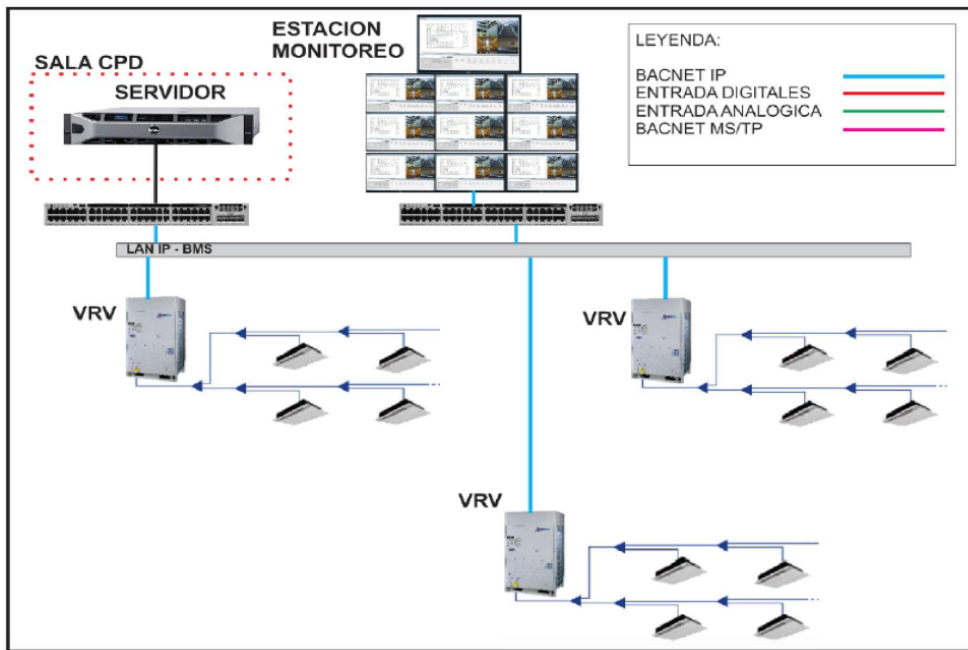 ESTACION
MONITOREO
SALA CPD
SERVIDOR
LEYENDA:
BACNET IP
ENTRADA DIGITALES
ENTRADA ANALOGICA
BACNET MS/TP
LAN IP - BMS
VRV
VRV
VRV